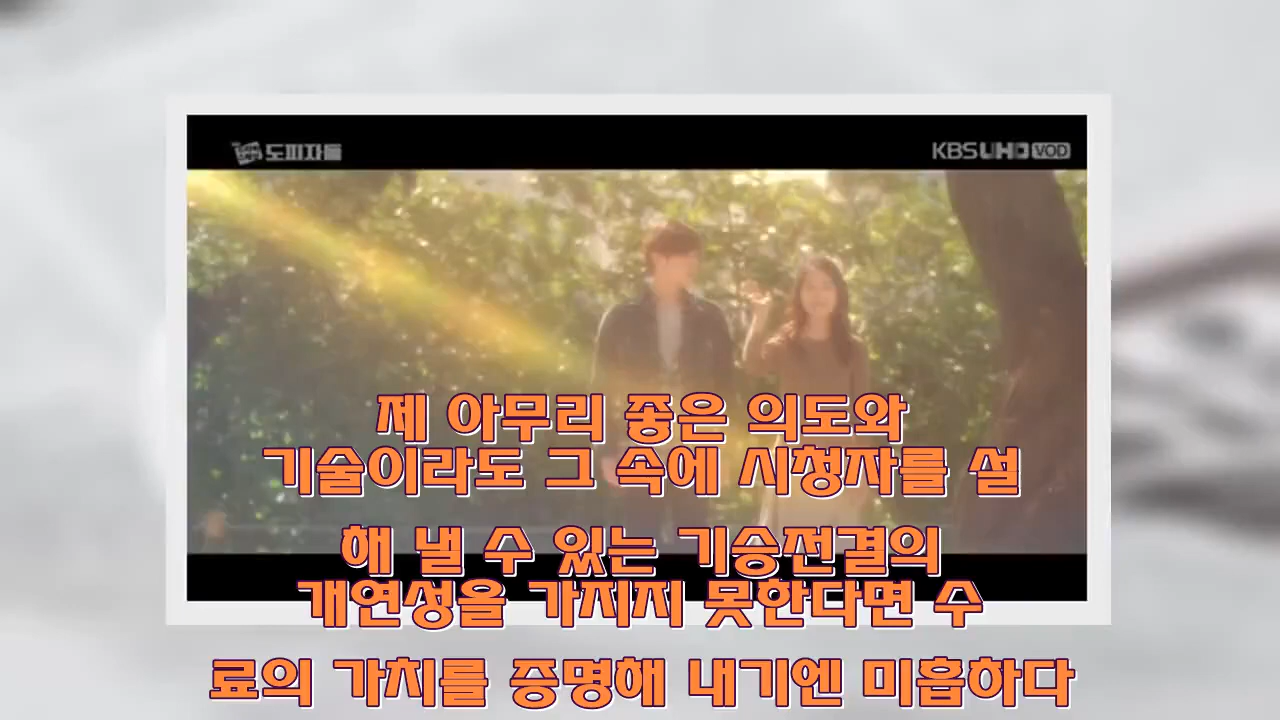 도피자들
KBS UHD VOD
제 아무리 좋은 의도와
기술이라도 그 속에 시청자를 설
해 낼 수 있는 기승전결의
개연성을 가지지 못한다면 수
료의 가치를 증명해 내기엔 미흡하다